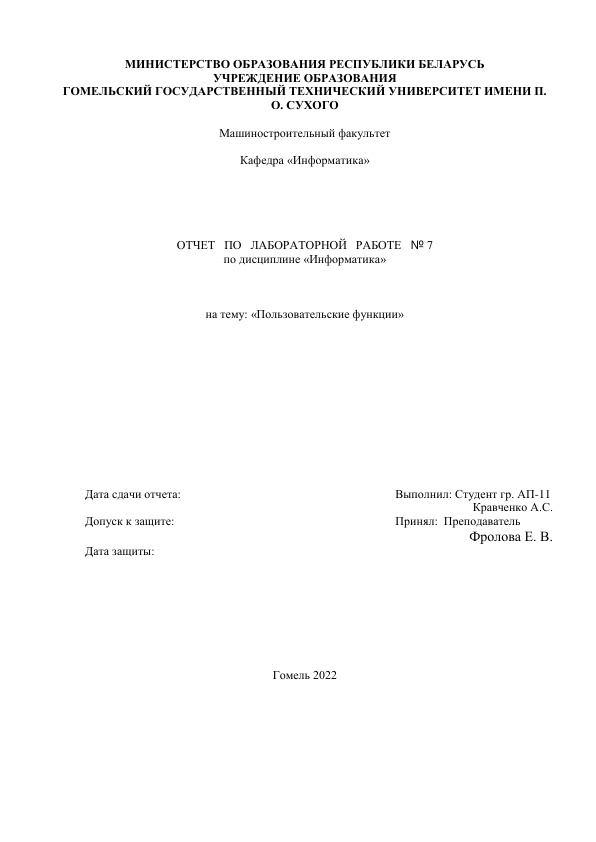 МИНИСТЕРСТВО ОБРАЗОВАНИЯ РЕСПУБЛИКИ БЕЛАРУСЬ
УЧРЕЖДЕНИЕ ОБРАЗОВАНИЯ
ГОМЕЛЬСКИЙ ГОСУДАРСТВЕННЫЙ ТЕХНИЧЕСКИЙ УНИВЕРСИТЕТ ИМЕНИ П.
О. СУХОГО
Машиностроительный факультет
Кафедра «Информатика»
ОТЧЕТ ПО ЛАБОРАТОРНОЙ РАБОТЕ № 7
по дисциплине «Информатика»
на тему: «Пользовательские функции»
Дата сдачи отчета: Выполнил: Студент гр. АП-11
Кравченко А.С.
Допуск к защите: Принял: Преподаватель
Фролова Е. В.
Дата защиты:
Гомель 2022